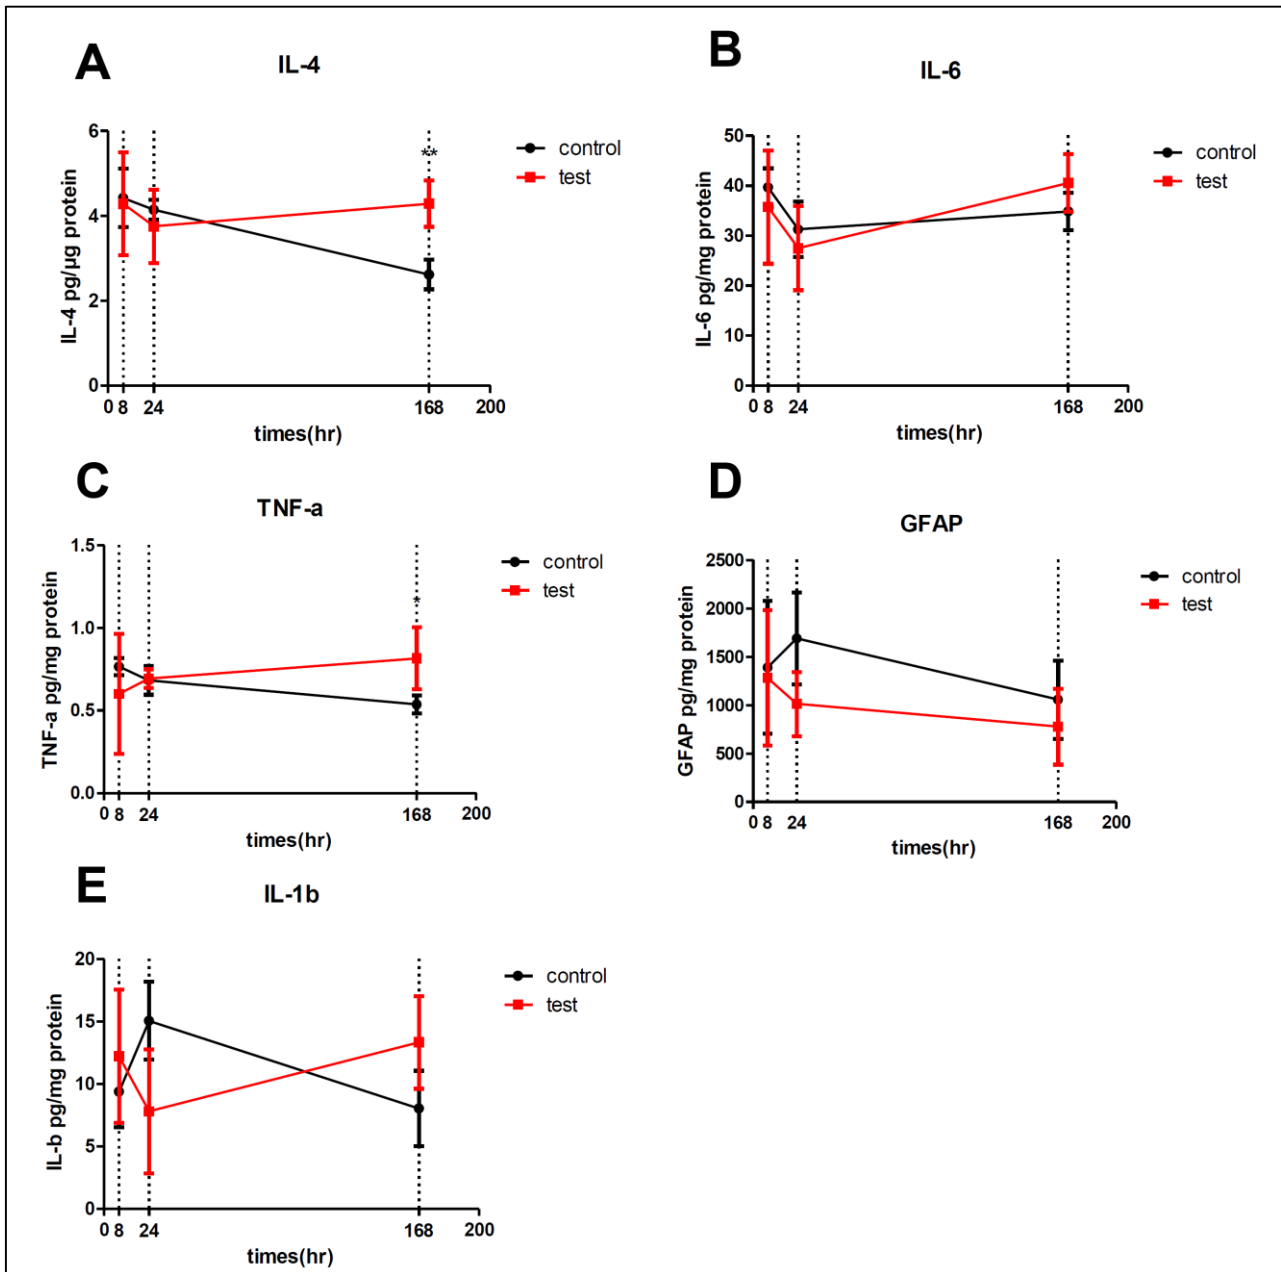 A
IL-4
6
4
2
0
IL-4 pg/µg protein
**
control
test
0 8 24 168 200
times(hr)
B
IL-6
50
40
30
20
10
0
IL-6 pg/mg protein
control
test
0 8 24 168 200
times(hr)
C
TNF-a
1.5
1.0
0.5
0.0
TNF-a pg/mg protein
*
control
test
0 8 24 168 200
times(hr)
D
GFAP
2500
2000
1500
1000
500
0
GFAP pg/mg protein
control
test
0 8 24 168 200
times(hr)
E
IL-1b
20
15
10
5
0
IL-b pg/mg protein
control
test
0 8 24 168 200
times(hr)